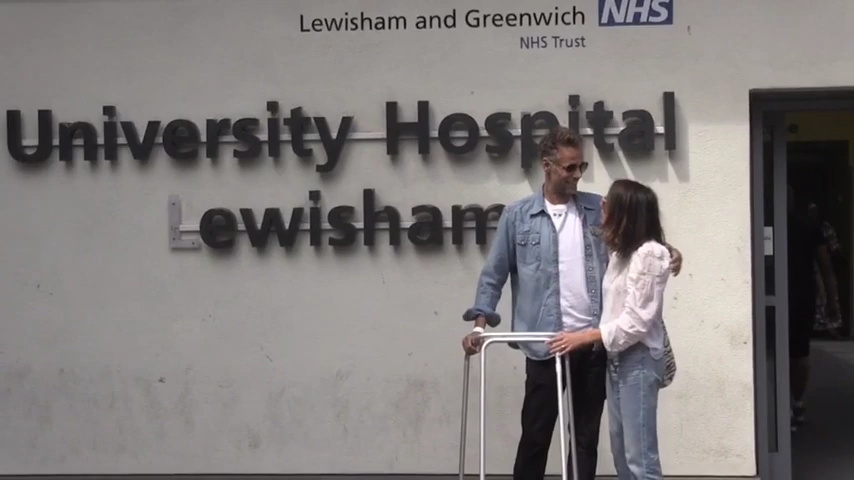 Lewisham and Greenwich NHS
NHS Trust
University Hospital
Lewisham